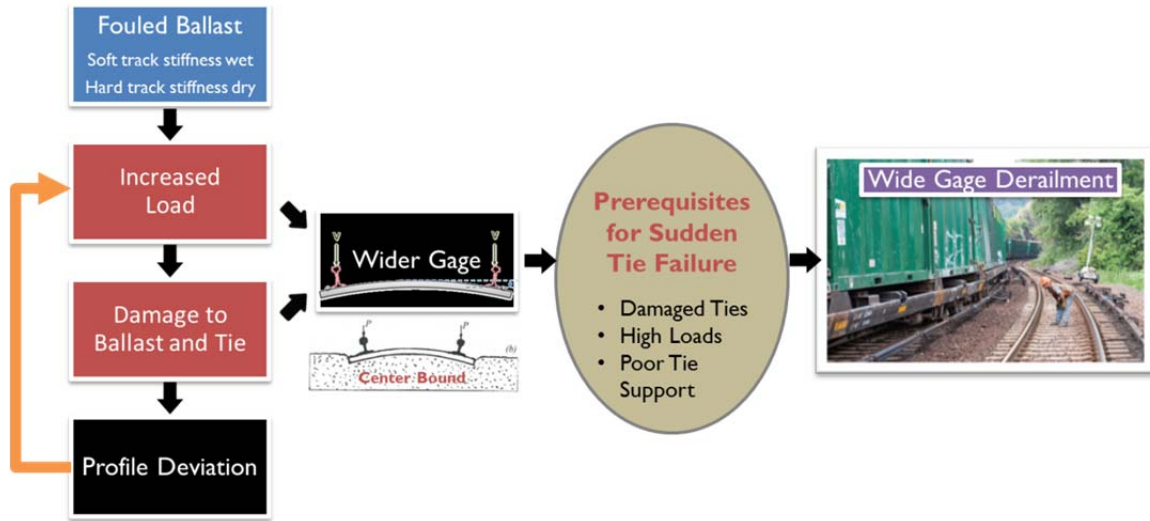 Fouled Ballast
Soft track stiffness wet
Hard track stiffness dry
Increased
Load
Damage to
Ballast and Tie
Profile Deviation
V
V
Wider Gage
P
P
(b)
Center Bound
Prerequisites
for Sudden
Tie Failure
• Damaged Ties
• High Loads
• Poor Tie
Support
Wide Gage Derailment